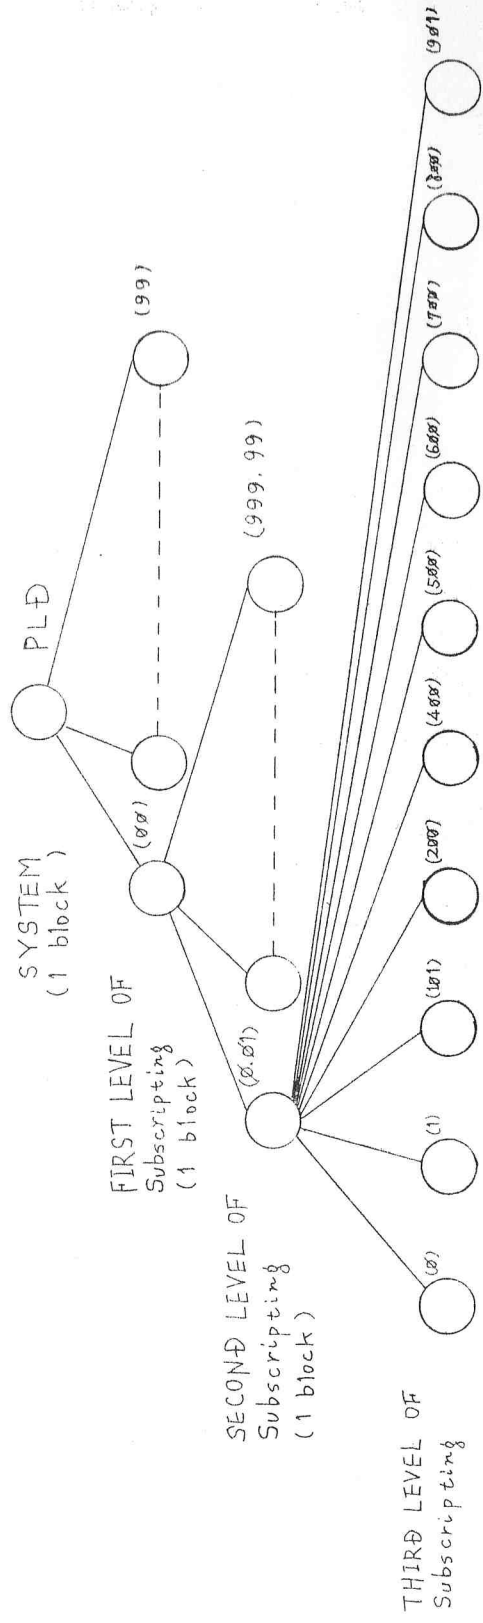 SYSTEM
(1 block)
PLD
FIRST LEVEL OF
Subscripting
(1 block)
(ØØ)
(99)
SECOND LEVEL OF
Subscripting
(1 block)
(Ø.Ø1)
(999.99)
THIRD LEVEL OF
Subscripting
(Ø)
(1)
(1Ø1)
(2ØØ)
(4ØØ)
(5ØØ)
(6ØØ)
(7ØØ)
(8ØØ)
(9Ø1)